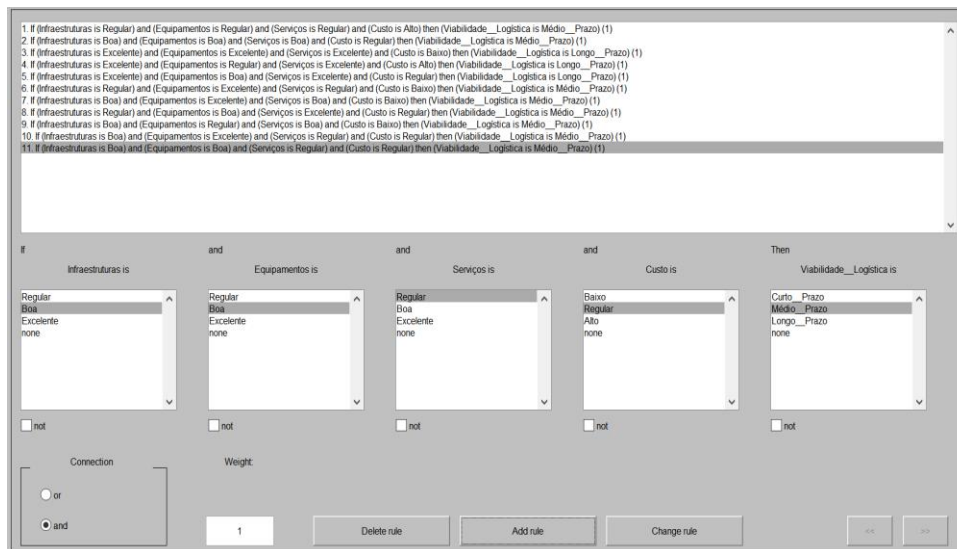 1. If (Infraestruturas is Regular) and (Equipamentos is Regular) and (Serviços is Regular) and (Custo is Alto) then (Viabilidade__Logística is Médio__Prazo) (1)
2. If (Infraestruturas is Boa) and (Equipamentos is Boa) and (Serviços is Boa) and (Custo is Regular) then (Viabilidade__Logística is Médio__Prazo) (1)
3. If (Infraestruturas is Excelente) and (Equipamentos is Excelente) and (Serviços is Excelente) and (Custo is Baixo) then (Viabilidade__Logística is Longo__Prazo) (1)
4. If (Infraestruturas is Excelente) and (Equipamentos is Regular) and (Serviços is Excelente) and (Custo is Alto) then (Viabilidade__Logística is Longo__Prazo) (1)
5. If (Infraestruturas is Excelente) and (Equipamentos is Boa) and (Serviços is Excelente) and (Custo is Regular) then (Viabilidade__Logística is Longo__Prazo) (1)
6. If (Infraestruturas is Regular) and (Equipamentos is Excelente) and (Serviços is Regular) and (Custo is Baixo) then (Viabilidade__Logística is Médio__Prazo) (1)
7. If (Infraestruturas is Boa) and (Equipamentos is Excelente) and (Serviços is Boa) and (Custo is Baixo) then (Viabilidade__Logística is Médio__Prazo) (1)
8. If (Infraestruturas is Regular) and (Equipamentos is Boa) and (Serviços is Excelente) and (Custo is Regular) then (Viabilidade__Logística is Médio__Prazo) (1)
9. If (Infraestruturas is Boa) and (Equipamentos is Regular) and (Serviços is Boa) and (Custo is Baixo) then (Viabilidade__Logística is Médio__Prazo) (1)
10. If (Infraestruturas is Boa) and (Equipamentos is Excelente) and (Serviços is Regular) and (Custo is Regular) then (Viabilidade__Logística is Médio__Prazo) (1)
11. If (Infraestruturas is Boa) and (Equipamentos is Boa) and (Serviços is Regular) and (Custo is Regular) then (Viabilidade__Logística is Médio__Prazo) (1)
If and and and Then
Infraestruturas is Equipamentos is Serviços is Custo is Viabilidade__Logística is
Regular Regular Regular Baixo Curto__Prazo
Boa Boa Boa Regular Médio__Prazo
Excelente Excelente Excelente Alto Longo__Prazo
none none none none none
not not not not not
Connection Weight:
or
and 1 Delete rule Add rule Change rule << >>